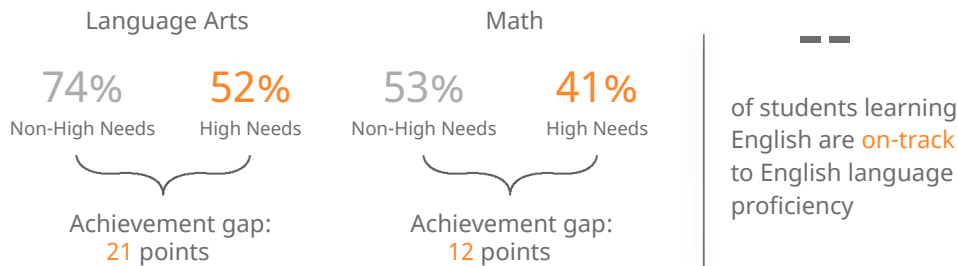 Language Arts
74% 52%
Non-High Needs High Needs
Achievement gap:
21 points
Math
53% 41%
Non-High Needs High Needs
Achievement gap:
12 points
--
of students learning
English are on-track
to English language
proficiency